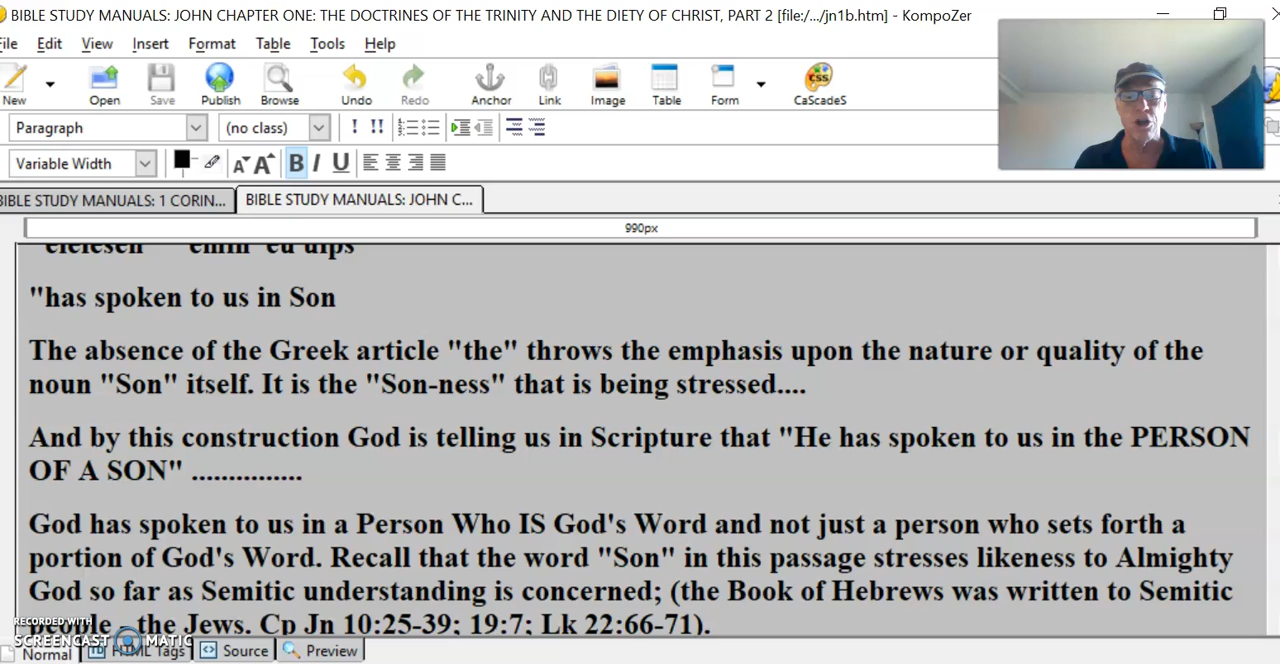 BIBLE STUDY MANUALS: JOHN CHAPTER ONE: THE DOCTRINES OF THE TRINITY AND THE DIETY OF CHRIST, PART 2 [file:/.../jn1b.htm] - KompoZer
File Edit View Insert Format Table Tools Help
New Open Save Publish Browse Undo Redo Anchor Link Image Table Form CaScadeS
Paragraph (no class) ! !!
Variable Width A A B I U
BIBLE STUDY MANUALS: 1 CORIN... BIBLE STUDY MANUALS: JOHN C...
990px
"has spoken to us in Son
The absence of the Greek article "the" throws the emphasis upon the nature or quality of the
noun "Son" itself. It is the "Son-ness" that is being stressed....
And by this construction God is telling us in Scripture that "He has spoken to us in the PERSON
OF A SON" ...............
God has spoken to us in a Person Who IS God's Word and not just a person who sets forth a
portion of God's Word. Recall that the word "Son" in this passage stresses likeness to Almighty
God so far as Semitic understanding is concerned; (the Book of Hebrews was written to Semitic
people - the Jews. Cp Jn 10:25-39; 19:7; Lk 22:66-71).
RECORDED WITH
SCREENCAST MATIC
Normal HTML Tags Source Preview